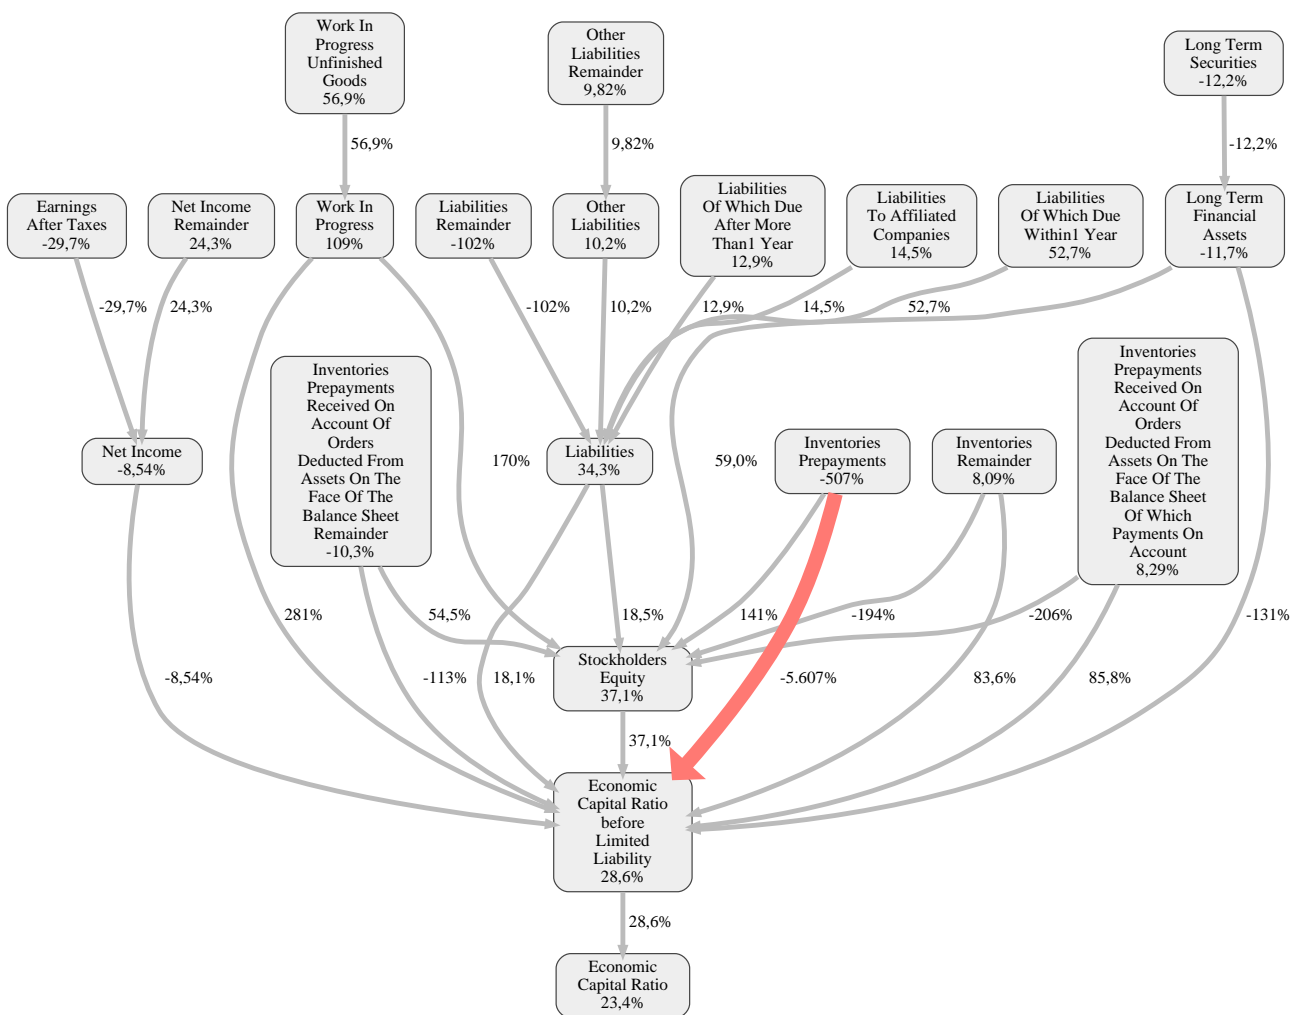 Work In
Progress
Unfinished
Goods
56,9%
Other
Liabilities
Remainder
9,82%
Long Term
Securities
-12,2%
56,9%
9,82%
-12,2%
Earnings
After Taxes
-29,7%
Net Income
Remainder
24,3%
Work In
Progress
109%
Liabilities
Remainder
-102%
Other
Liabilities
10,2%
Liabilities
Of Which Due
After More
Than1 Year
12,9%
Liabilities
To Affiliated
Companies
14,5%
Liabilities
Of Which Due
Within1 Year
52,7%
Long Term
Financial
Assets
-11,7%
-29,7%
24,3%
-102%
10,2%
12,9%
14,5%
52,7%
Inventories
Prepayments
Received On
Account Of
Orders
Deducted From
Assets On The
Face Of The
Balance Sheet
Remainder
-10,3%
Inventories
Prepayments
Received On
Account Of
Orders
Deducted From
Assets On The
Face Of The
Balance Sheet
Of Which
Payments On
Account
8,29%
Net Income
-8,54%
170%
Liabilities
34,3%
59,0%
Inventories
Prepayments
-507%
Inventories
Remainder
8,09%
281%
54,5%
18,5%
141%
-194%
-206%
-131%
-8,54%
-113%
18,1%
Stockholders
Equity
37,1%
-5.607%
83,6%
85,8%
37,1%
Economic
Capital Ratio
before
Limited
Liability
28,6%
28,6%
Economic
Capital Ratio
23,4%